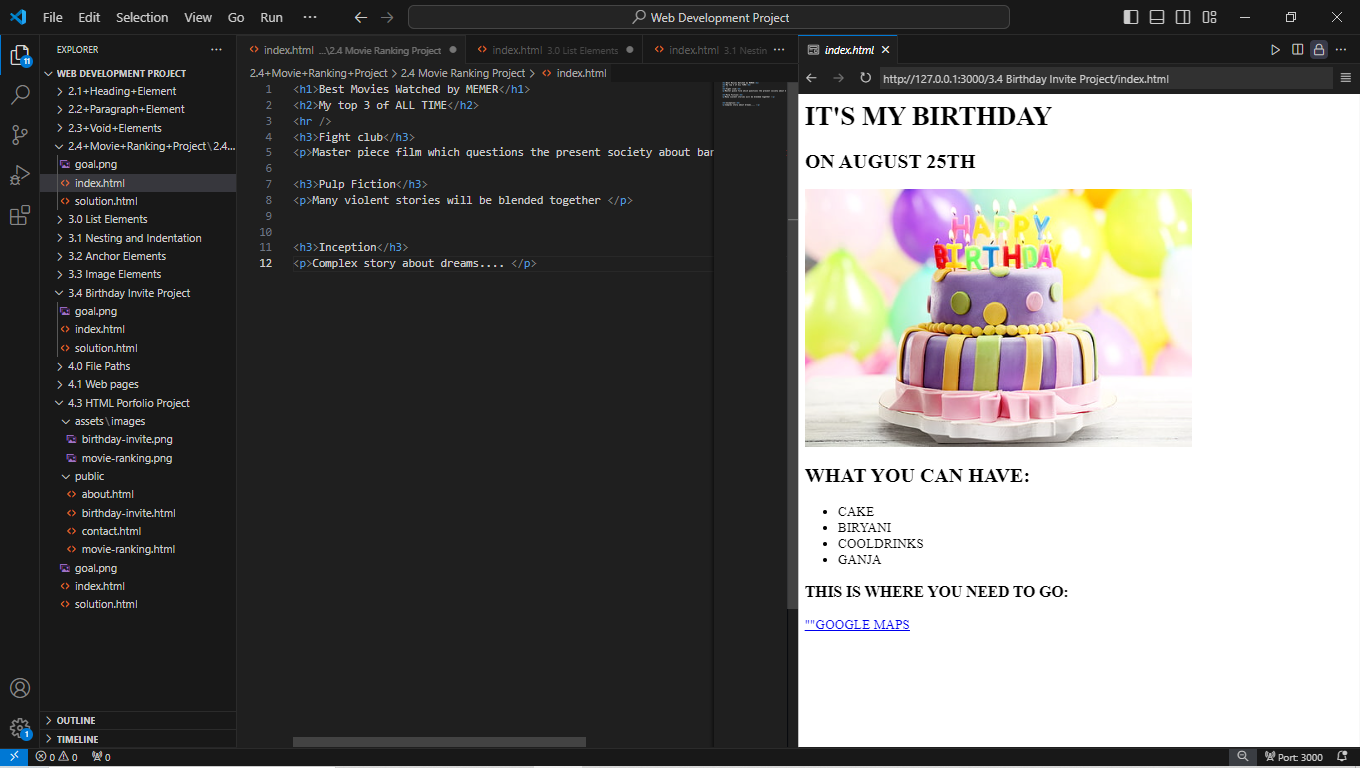 File Edit Selection View Go Run ··· Web Development Project
EXPLORER ···
WEB DEVELOPMENT PROJECT
2.1+Heading+Element
2.2+Paragraph+Element
2.3+Void+Elements
2.4+Movie+Ranking+Project\2.4...
goal.png
index.html
solution.html
3.0 List Elements
3.1 Nesting and Indentation
3.2 Anchor Elements
3.3 Image Elements
3.4 Birthday Invite Project
goal.png
index.html
solution.html
4.0 File Paths
4.1 Web pages
4.3 HTML Porfolio Project
assets\images
birthday-invite.png
movie-ranking.png
public
about.html
birthday-invite.html
contact.html
movie-ranking.html
goal.png
index.html
solution.html
OUTLINE
TIMELINE
11
1
index.html ...\2.4 Movie Ranking Project index.html 3.0 List Elements index.html 3.1 Nestin ···
2.4+Movie+Ranking+Project > 2.4 Movie Ranking Project > index.html
1 <h1>Best Movies Watched by MEMER</h1>
2 <h2>My top 3 of ALL TIME</h2>
3 <hr />
4 <h3>Fight club</h3>
5 <p>Master piece film which questions the present society about bar
6
7 <h3>Pulp Fiction</h3>
8 <p>Many violent stories will be blended together </p>
9
10
11 <h3>Inception</h3>
12 <p>Complex story about dreams.... </p>
index.html
http://127.0.0.1:3000/3.4 Birthday Invite Project/index.html
IT'S MY BIRTHDAY
ON AUGUST 25TH
HAPPY
BIRTHDAY
WHAT YOU CAN HAVE:
• CAKE
• BIRYANI
• COOLDRINKS
• GANJA
THIS IS WHERE YOU NEED TO GO:
""GOOGLE MAPS
0 0 0 Port: 3000